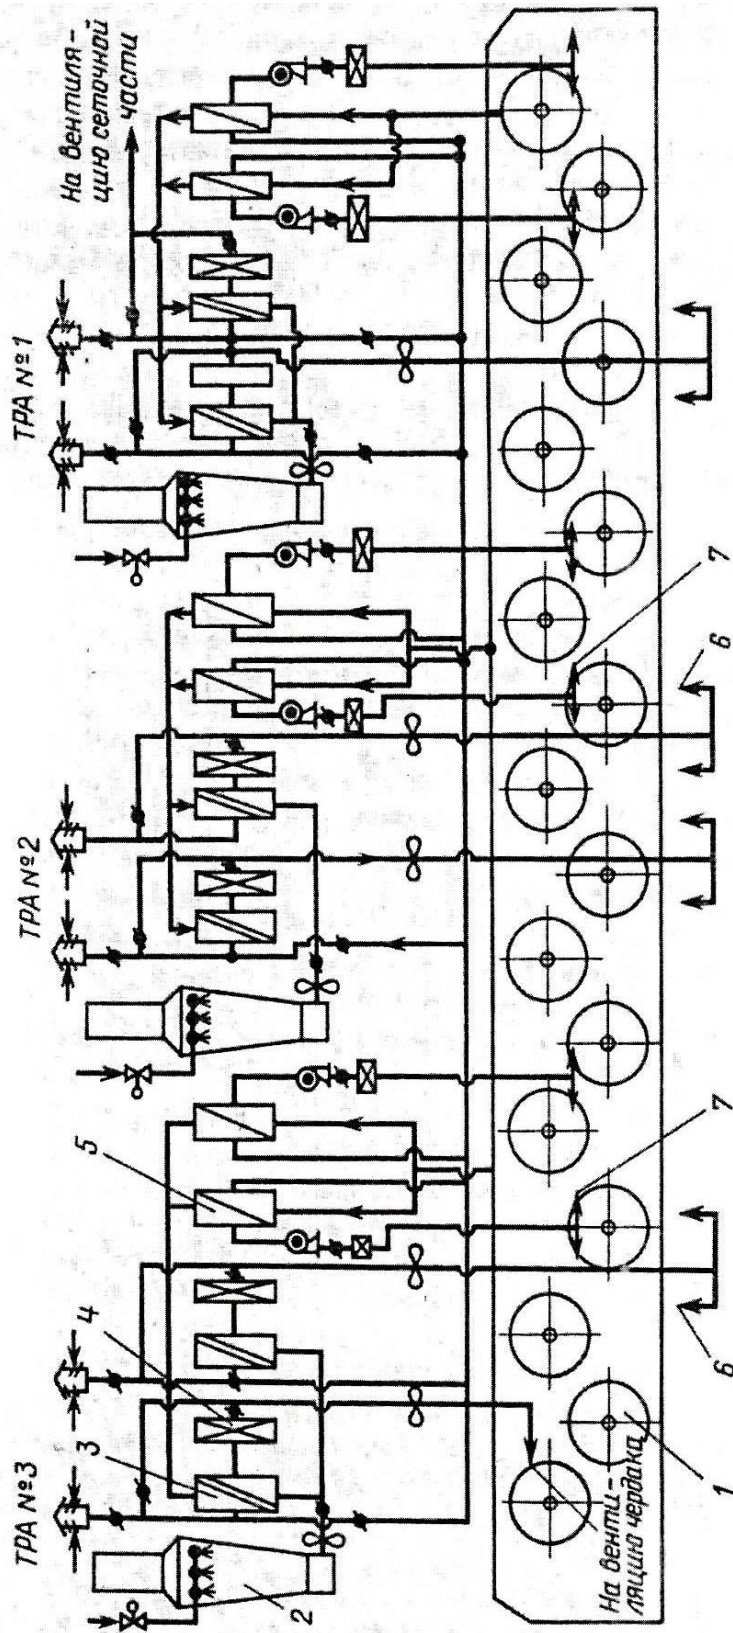 ТРА №3
ТРА №2
ТРА №1
На вентиля-
цию сеточной
части
2
3
4
5
На венти-
ляцию чердака
1
6
7
6
7